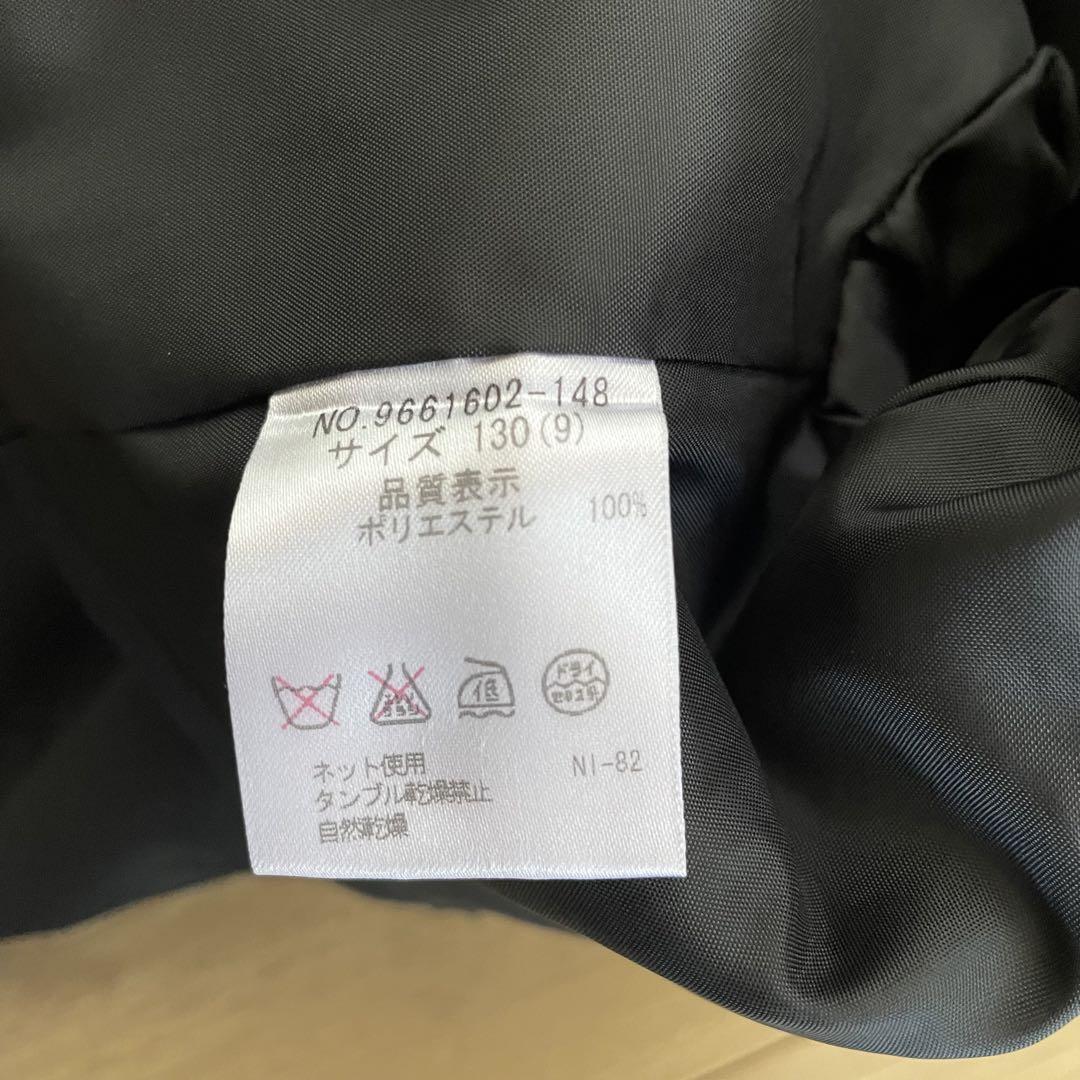 NO.9661602-148
サイズ 130(9)
品質表示
ポリエステル 100%
低
ドライ
ネット使用
NI-82
タンブル乾燥禁止
自然乾燥